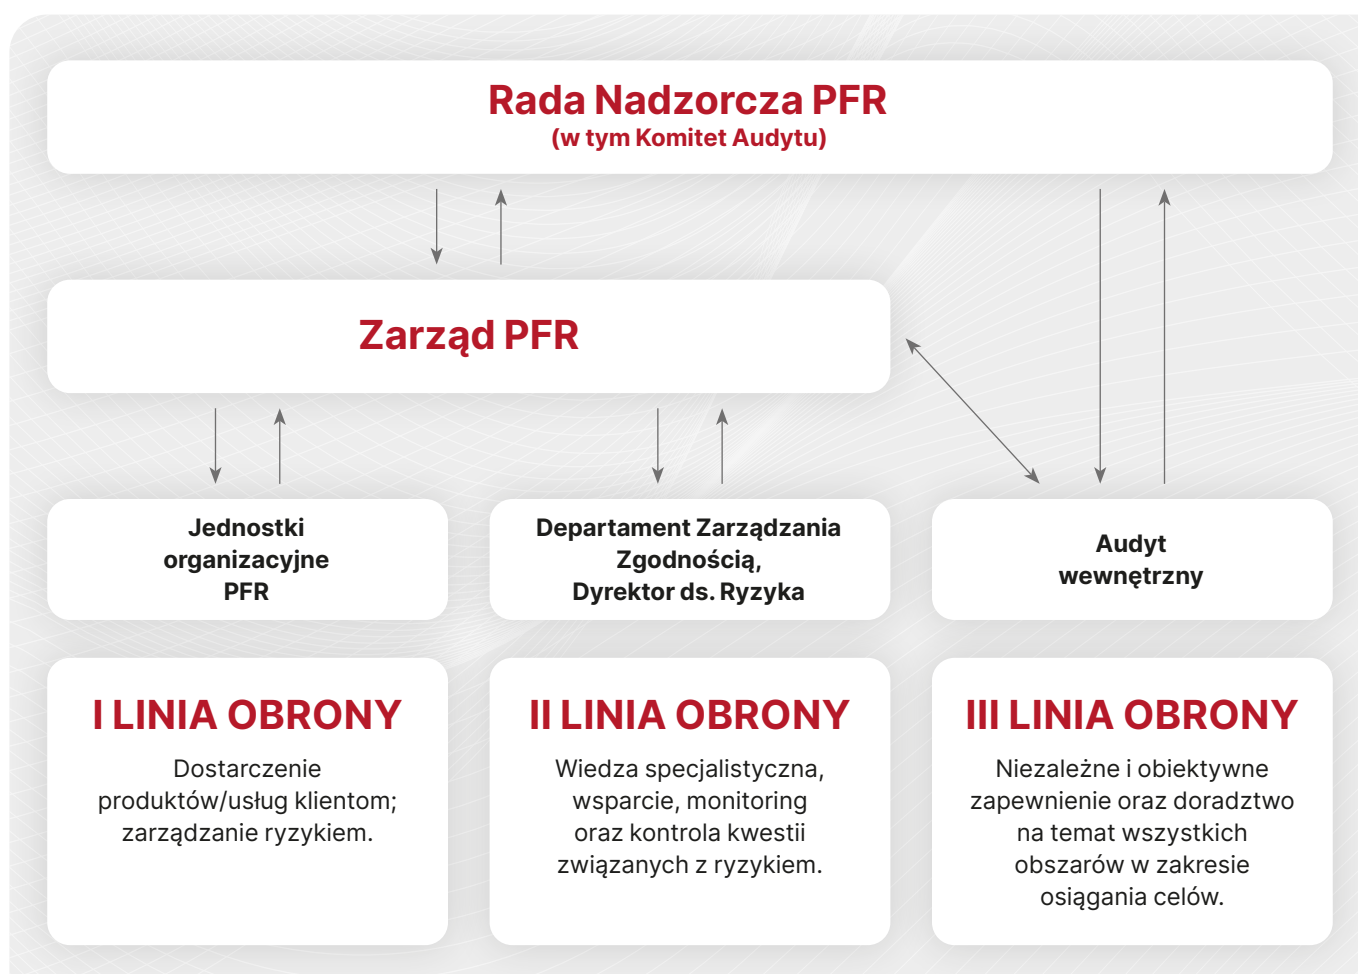 Rada Nadzorcza PFR
(w tym Komitet Audytu)
Zarząd PFR
Jednostki
organizacyjne
PFR
Departament Zarządzania
Zgodnością,
Dyrektor ds. Ryzyka
Audyt
wewnętrzny
I LINIA OBRONY
Dostarczenie
produktów/usług klientom;
zarządzanie ryzykiem.
II LINIA OBRONY
Wiedza specjalistyczna,
wsparcie, monitoring
oraz kontrola kwestii
związanych z ryzykiem.
III LINIA OBRONY
Niezależne i obiektywne
zapewnienie oraz doradztwo
na temat wszystkich
obszarów w zakresie
osiągania celów.